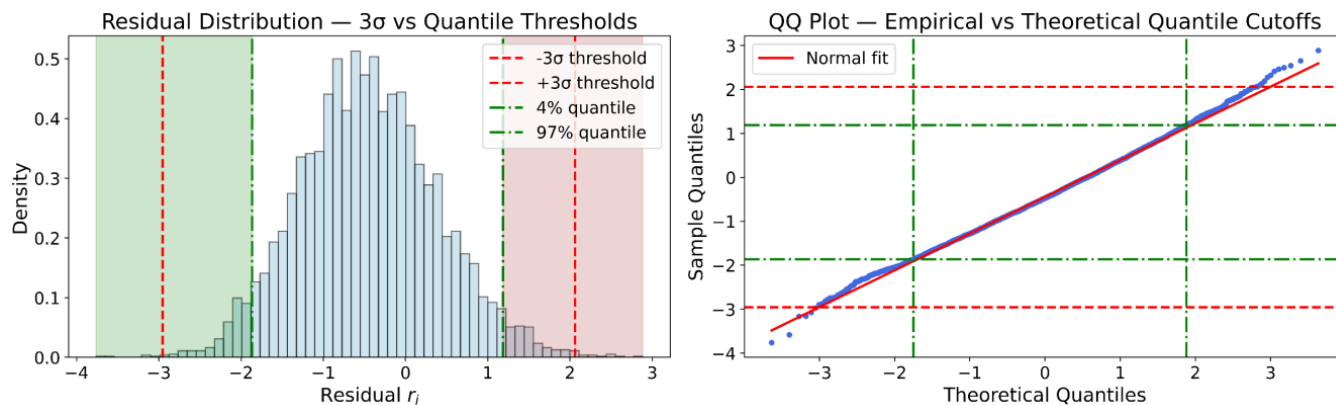 Residual Distribution — 3σ vs Quantile Thresholds
-3σ threshold
+3σ threshold
4% quantile
97% quantile
Density
0.5
0.4
0.3
0.2
0.1
0.0
−4 −3 −2 −1 0 1 2 3
Residual r_i
QQ Plot — Empirical vs Theoretical Quantile Cutoffs
Normal fit
Sample Quantiles
3
2
1
0
−1
−2
−3
−4
−3 −2 −1 0 1 2 3
Theoretical Quantiles